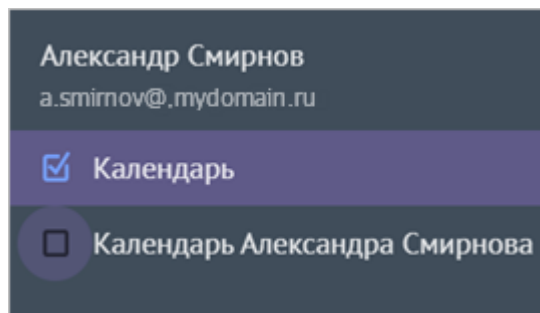 Александр Смирнов
a.smirnov@.mydomain.ru
Календарь
Календарь Александра Смирнова